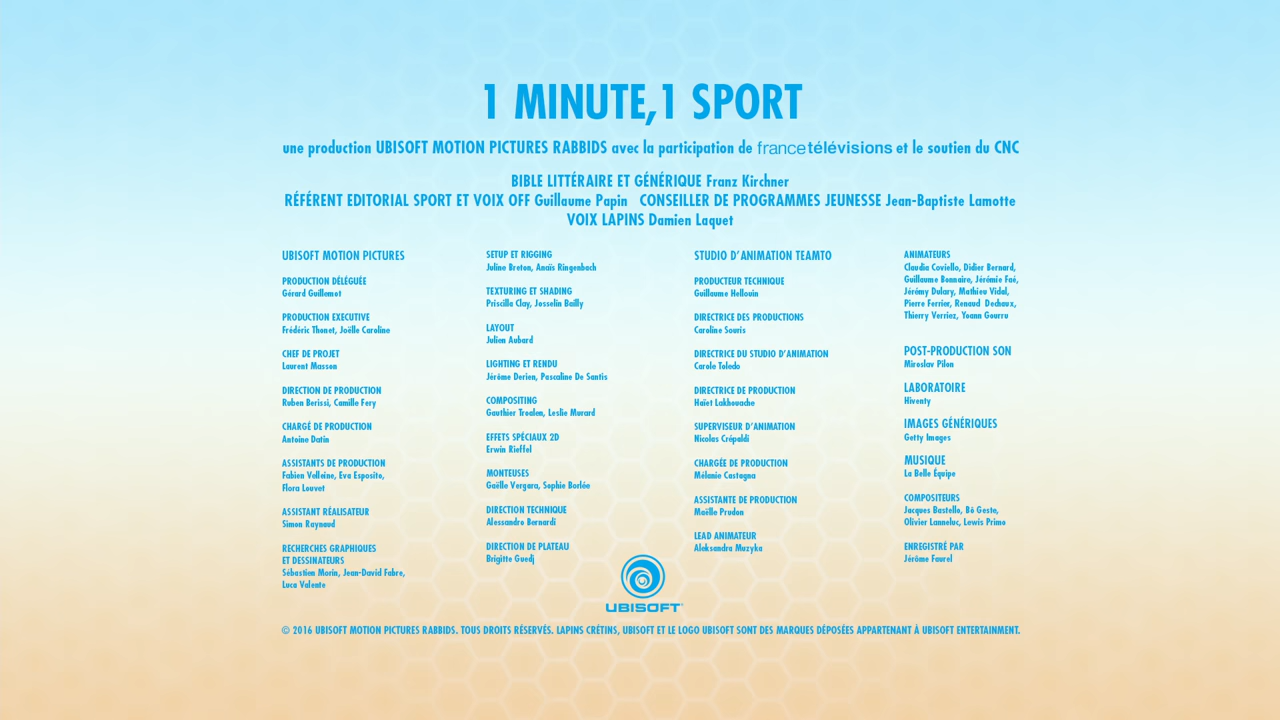 1 MINUTE,1 SPORT
une production UBISOFT MOTION PICTURES RABBIDS avec la participation de francetélévisions et le soutien du CNC
BIBLE LITTÉRAIRE ET GÉNÉRIQUE Franz Kirchner
RÉFÉRENT EDITORIAL SPORT ET VOIX OFF Guillaume Papin CONSEILLER DE PROGRAMMES JEUNESSE Jean-Baptiste Lamotte
VOIX LAPINS Damien Laquet
UBISOFT MOTION PICTURES
PRODUCTION DÉLÉGUÉE
Gérard Guillemot
PRODUCTION EXECUTIVE
Frédéric Thonet, Joëlle Caroline
CHEF DE PROJET
Laurent Masson
DIRECTION DE PRODUCTION
Ruben Berissi, Camille Fery
CHARGÉ DE PRODUCTION
Antoine Datin
ASSISTANTS DE PRODUCTION
Fabien Velleine, Eva Esposito,
Flora Louvet
ASSISTANT RÉALISATEUR
Simon Raynaud
RECHERCHES GRAPHIQUES
ET DESSINATEURS
Sébastien Morin, Jean-David Fabre,
Luca Valente
SETUP ET RIGGING
Juline Breton, Anaïs Ringenbach
TEXTURING ET SHADING
Priscilla Clay, Josselin Bailly
LAYOUT
Julien Aubard
LIGHTING ET RENDU
Jérôme Derien, Pascaline De Santis
COMPOSITING
Gauthier Troalen, Leslie Murard
EFFETS SPÉCIAUX 2D
Erwin Rieffel
MONTEUSES
Gaëlle Vergara, Sophie Borlée
DIRECTION TECHNIQUE
Alessandro Bernardi
DIRECTION DE PLATEAU
Brigitte Guedj
STUDIO D'ANIMATION TEAMTO
PRODUCTEUR TECHNIQUE
Guillaume Hellouin
DIRECTRICE DES PRODUCTIONS
Caroline Souris
DIRECTRICE DU STUDIO D'ANIMATION
Carole Toledo
DIRECTRICE DE PRODUCTION
Haïet Lakhouache
SUPERVISEUR D'ANIMATION
Nicolas Crépaldi
CHARGÉE DE PRODUCTION
Mélanie Castagna
ASSISTANTE DE PRODUCTION
Maëlle Prudon
LEAD ANIMATEUR
Aleksandra Muzyka
ANIMATEURS
Claudia Coviello, Didier Bernard,
Guillaume Bonnaire, Jérémie Faé,
Jérémy Dulary, Mathieu Vidal,
Pierre Ferrier, Renaud Dechaux,
Thierry Verriez, Yoann Gourru
POST-PRODUCTION SON
Miroslav Pilon
LABORATOIRE
Hiventy
IMAGES GÉNÉRIQUES
Getty Images
MUSIQUE
La Belle Équipe
COMPOSITEURS
Jacques Bastello, Bô Geste,
Olivier Lanneluc, Lewis Primo
ENREGISTRÉ PAR
Jérôme Faurel
UBISOFT
© 2016 UBISOFT MOTION PICTURES RABBIDS. TOUS DROITS RÉSERVÉS. LAPINS CRÉTINS, UBISOFT ET LE LOGO UBISOFT SONT DES MARQUES DÉPOSÉES APPARTENANT À UBISOFT ENTERTAINMENT.